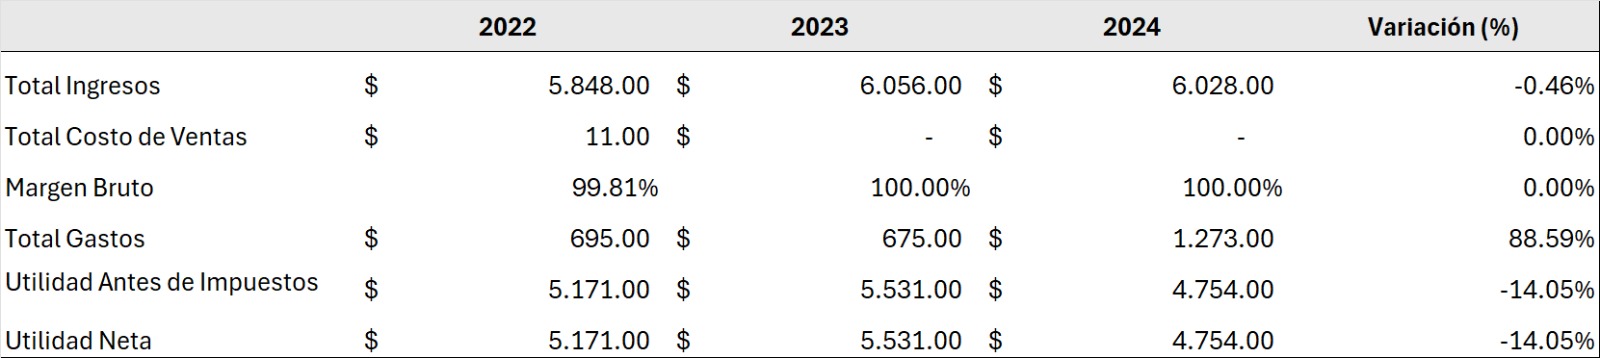 2022 2023 2024 Variación (%)
Total Ingresos $ 5.848.00 $ 6.056.00 $ 6.028.00 -0.46%
Total Costo de Ventas $ 11.00 $ - $ - 0.00%
Margen Bruto 99.81% 100.00% 100.00% 0.00%
Total Gastos $ 695.00 $ 675.00 $ 1.273.00 88.59%
Utilidad Antes de Impuestos $ 5.171.00 $ 5.531.00 $ 4.754.00 -14.05%
Utilidad Neta $ 5.171.00 $ 5.531.00 $ 4.754.00 -14.05%